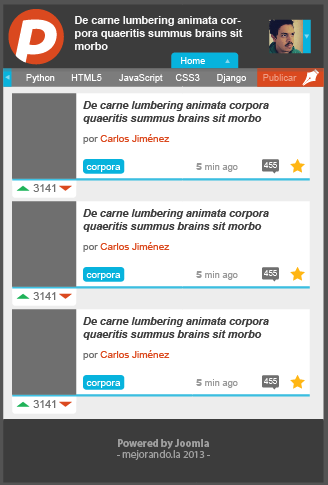 De carne lumbering animata cor-
pora quaeritis summus brains sit
morbo
Home
Python HTML5 JavaScript CSS3 Django Publicar
De carne lumbering animata corpora
quaeritis summus brains sit morbo
por Carlos Jiménez
corpora 5 min ago 455
3141
De carne lumbering animata corpora
quaeritis summus brains sit morbo
por Carlos Jiménez
corpora 5 min ago 455
3141
De carne lumbering animata corpora
quaeritis summus brains sit morbo
por Carlos Jiménez
corpora 5 min ago 455
3141
Powered by Joomla
- mejorando.la 2013 -